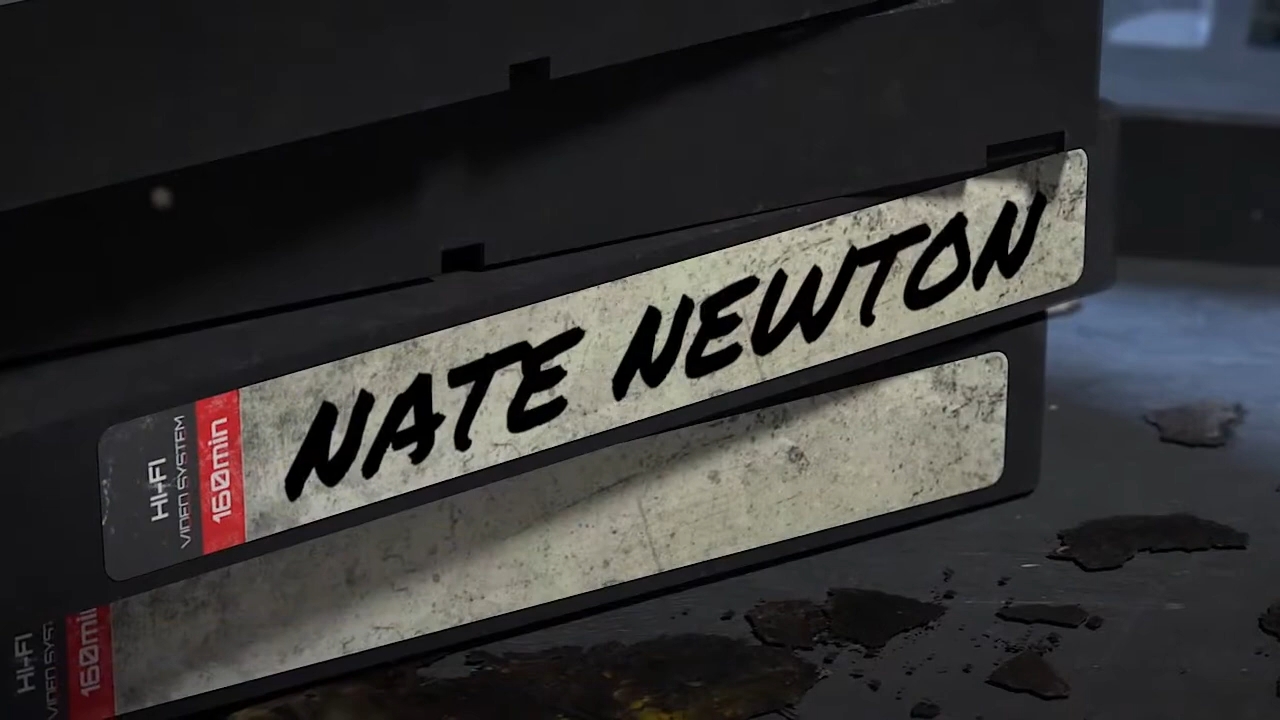 HI-FI
VIDEO SYSTEM
160min
NATE NEWTON
HI-FI
160min